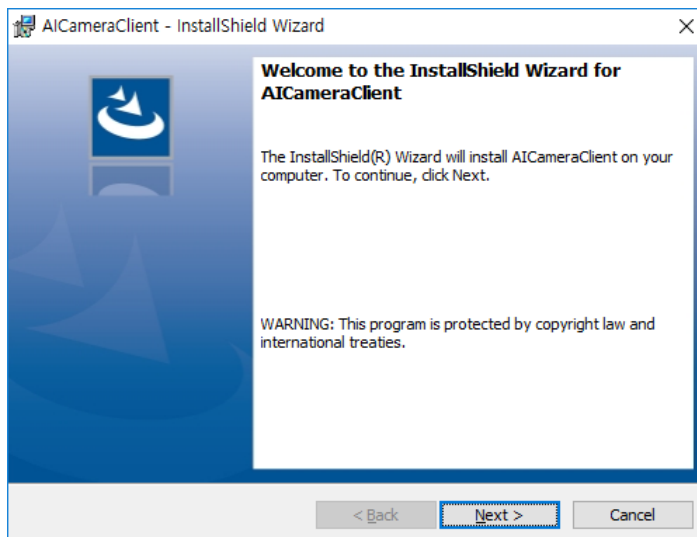 AICameraClient - InstallShield Wizard
Welcome to the InstallShield Wizard for
AICameraClient
The InstallShield(R) Wizard will install AICameraClient on your
computer. To continue, click Next.
WARNING: This program is protected by copyright law and
international treaties.
< Back
Next >
Cancel